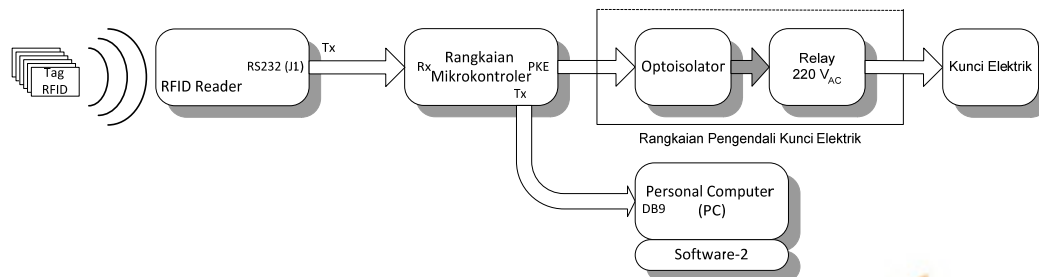 Tag
RFID
RS232 (J1)
RFID Reader
Tx
Rangkaian
Rx
PKE
Mikrokontroler
Tx
Optoisolator
Relay
220 VAC
Rangkaian Pengendali Kunci Elektrik
Kunci Elektrik
Personal Computer
DB9
(PC)
Software-2